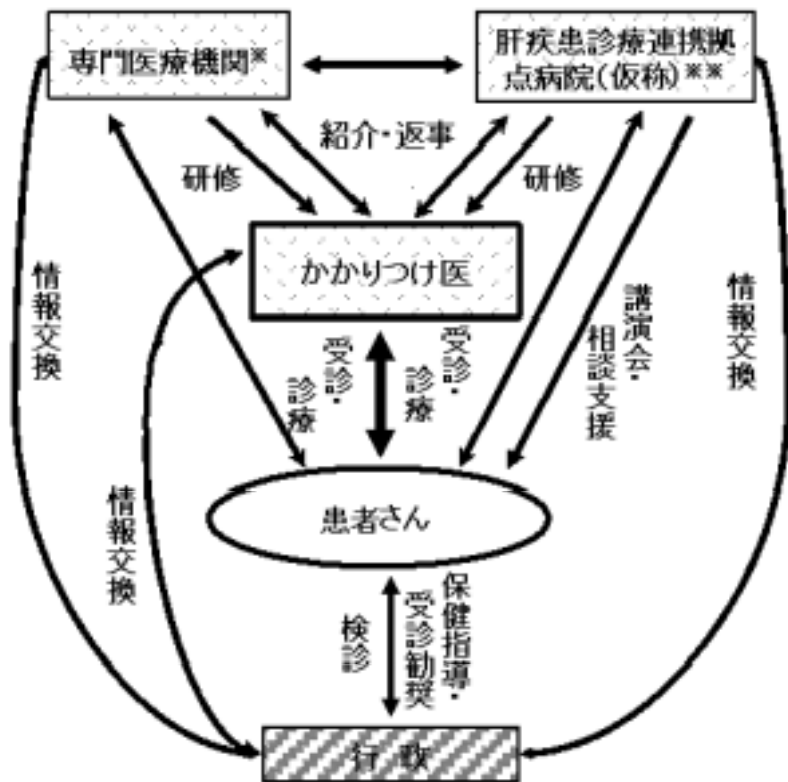 専門医療機関※
肝疾患診療連携拠
点病院(仮称)※※
紹介・返事
研修
研修
かかりつけ医
情報交換
情報交換
受診・
診療
受診・
診療
講演会・
相談支援
情報交換
患者さん
検診
保健指導・
受診勧奨
行政